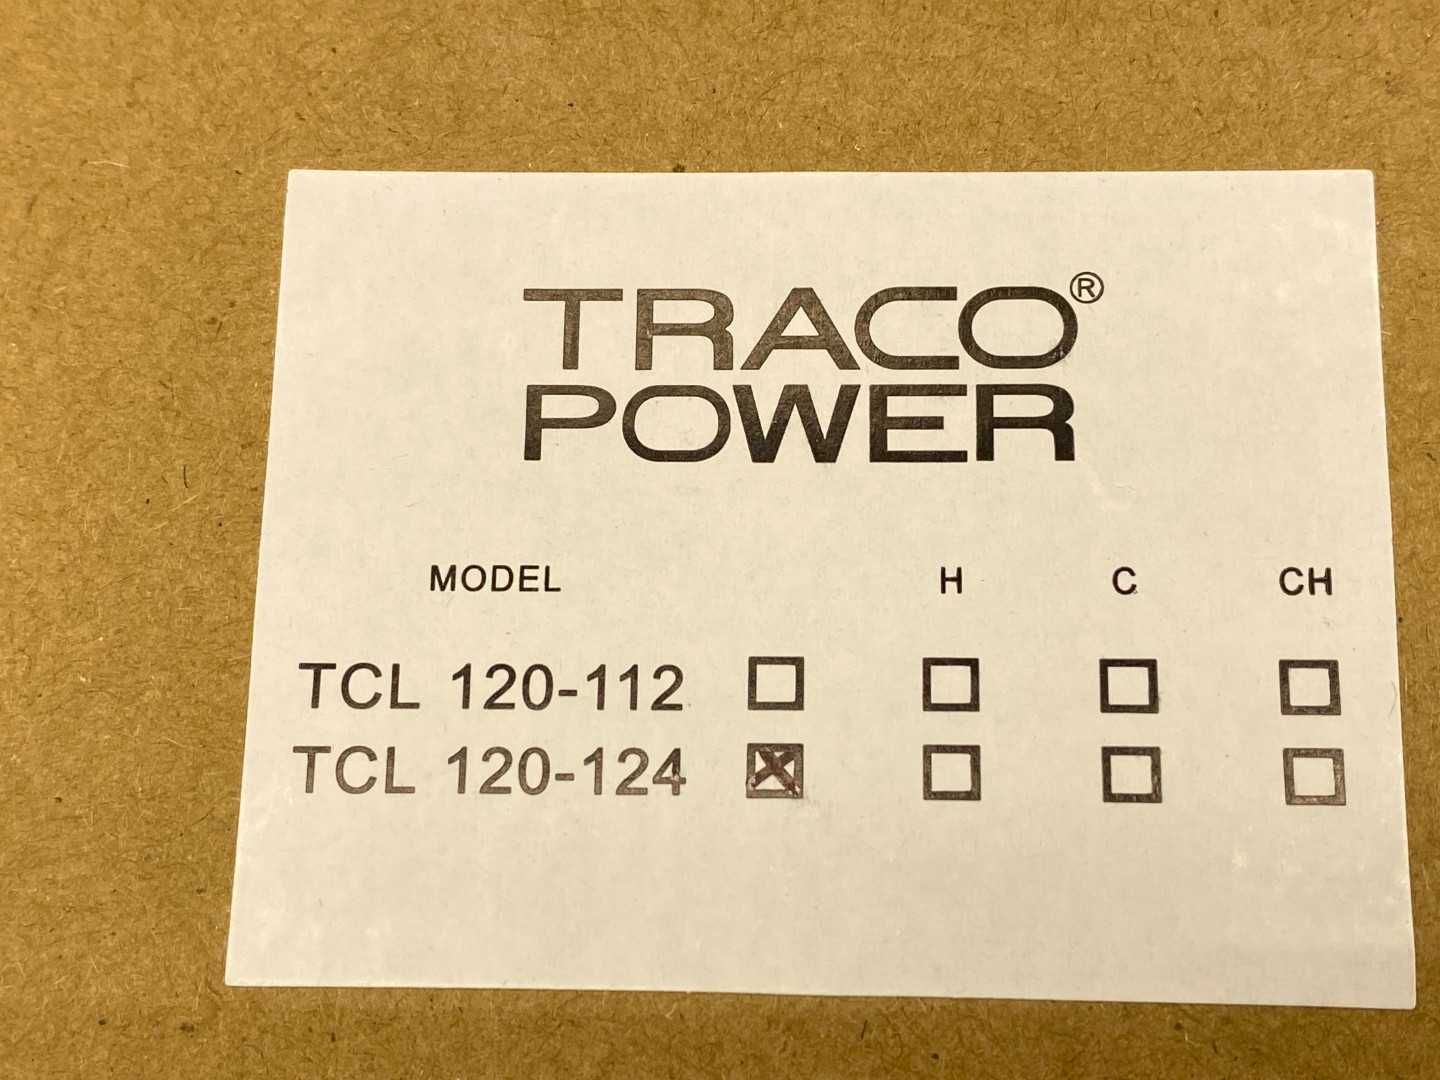 TRACO®
POWER
MODEL H C CH
TCL 120-112 ☐ ☐ ☐ ☐
TCL 120-124 ☒ ☐ ☐ ☐